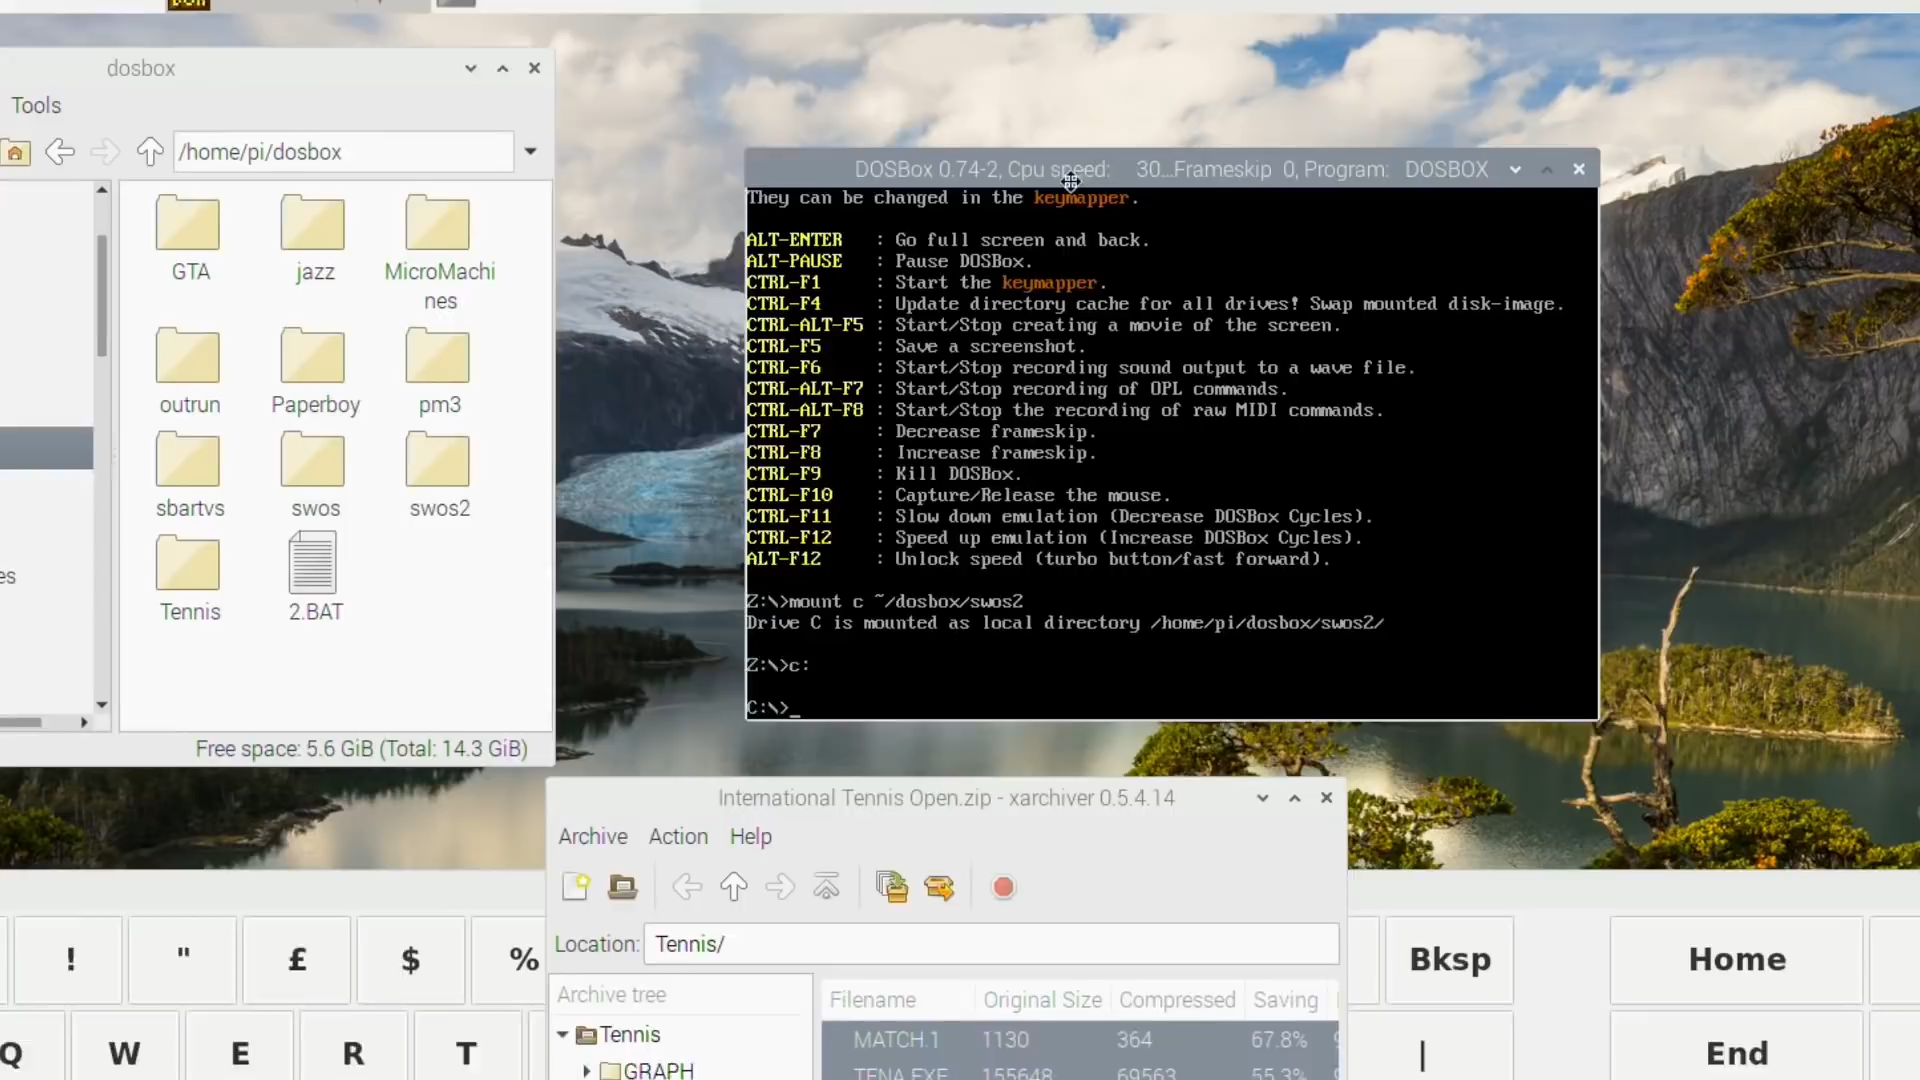 dosbox
Tools
/home/pi/dosbox
GTA
jazz
MicroMachi
nes
outrun
Paperboy
pm3
sbartvs
swos
swos2
Tennis
2.BAT
Free space: 5.6 GiB (Total: 14.3 GiB)
DOSBox 0.74-2, Cpu speed: 30...Frameskip 0, Program: DOSBOX
They can be changed in the keymapper.
ALT-ENTER : Go full screen and back.
ALT-PAUSE : Pause DOSBox.
CTRL-F1 : Start the keymapper.
CTRL-F4 : Update directory cache for all drives! Swap mounted disk-image.
CTRL-ALT-F5 : Start/Stop creating a movie of the screen.
CTRL-F5 : Save a screenshot.
CTRL-F6 : Start/Stop recording sound output to a wave file.
CTRL-ALT-F7 : Start/Stop recording of OPL commands.
CTRL-ALT-F8 : Start/Stop the recording of raw MIDI commands.
CTRL-F7 : Decrease frameskip.
CTRL-F8 : Increase frameskip.
CTRL-F9 : Kill DOSBox.
CTRL-F10 : Capture/Release the mouse.
CTRL-F11 : Slow down emulation (Decrease DOSBox Cycles).
CTRL-F12 : Speed up emulation (Increase DOSBox Cycles).
ALT-F12 : Unlock speed (turbo button/fast forward).
Z:\>mount c ~/dosbox/swos2
Drive C is mounted as local directory /home/pi/dosbox/swos2/
Z:\>c:
C:\>_
International Tennis Open.zip - xarchiver 0.5.4.14
Archive Action Help
Location: Tennis/
Archive tree
Tennis
GRAPH
Filename Original Size Compressed Saving
MATCH.1 1130 364 67.8%
TENA.EXE 155648 69563 55.3%
! " £ $ %
Bksp Home
Q W E R T
| End